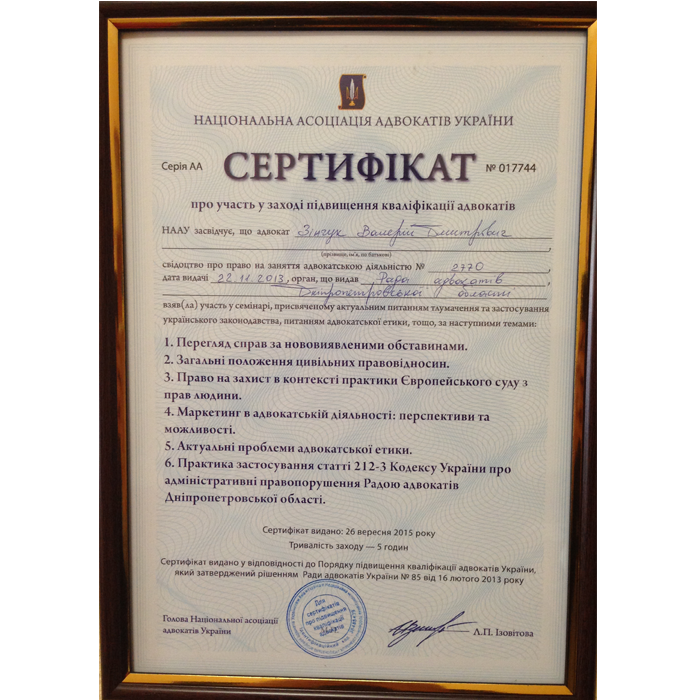 НАЦІОНАЛЬНА АСОЦІАЦІЯ АДВОКАТІВ УКРАЇНИ
Серія АА СЕРТИФІКАТ № 017744
про участь у заході підвищення кваліфікації адвокатів
НААУ засвідчує, що адвокат Зінчук Валерій Дмитрович
(прізвище, ім'я, по батькові)
свідоцтво про право на заняття адвокатською діяльністю № 2770
дата видачі 22.11.2013, орган, що видав Рада адвокатів
Дніпропетровської області
взяв(ла) участь у семінарі, присвяченому актуальним питанням тлумачення та застосування
українського законодавства, питанням адвокатської етики, тощо, за наступними темами:
1. Перегляд справ за нововиявленими обставинами.
2. Загальні положення цивільних правовідносин.
3. Право на захист в контексті практики Європейського суду з
прав людини.
4. Маркетинг в адвокатській діяльності: перспективи та
можливості.
5. Актуальні проблеми адвокатської етики.
6. Практика застосування статті 212-3 Кодексу України про
адміністративні правопорушення Радою адвокатів
Дніпропетровської області.
Сертифікат видано: 26 вересня 2015 року
Тривалість заходу — 5 годин
Сертифікат видано у відповідності до Порядку підвищення кваліфікації адвокатів України,
який затверджений рішенням Ради адвокатів України № 85 від 16 лютого 2013 року
Для
сертифікатів
про підвищення
кваліфікації
адвокатів
Голова Національної асоціації
адвокатів України
Л.П. Ізовітова